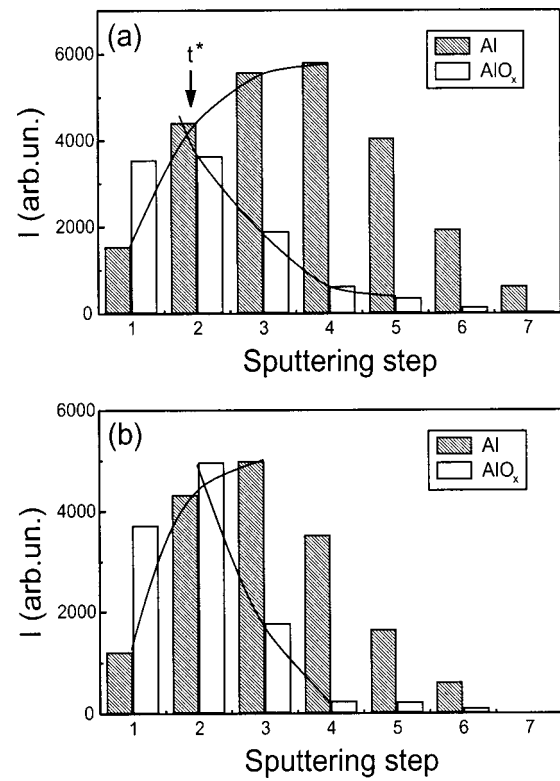 (a)
t*
Al
AlOₓ
6000
4000
2000
0
I (arb.un.)
1 2 3 4 5 6 7
Sputtering step
(b)
Al
AlOₓ
6000
4000
2000
0
I (arb.un.)
1 2 3 4 5 6 7
Sputtering step